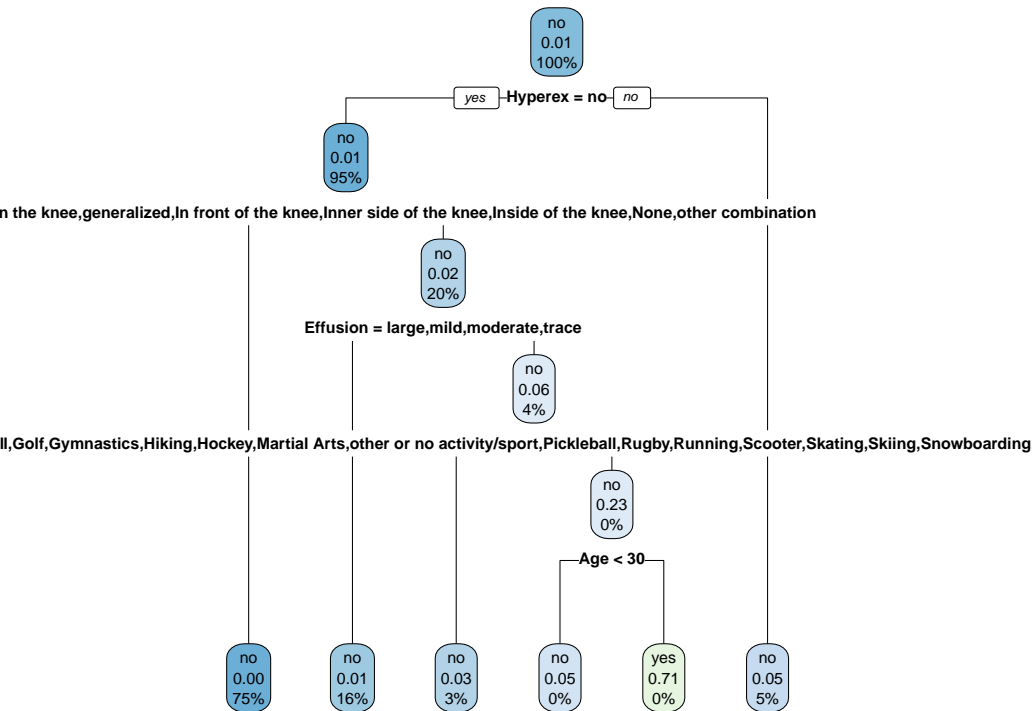 no
0.01
100%
yes Hyperex = no no
no
0.01
95%
n the knee,generalized,In front of the knee,Inner side of the knee,Inside of the knee,None,other combination
no
0.02
20%
Effusion = large,mild,moderate,trace
no
0.06
4%
ll,Golf,Gymnastics,Hiking,Hockey,Martial Arts,other or no activity/sport,Pickleball,Rugby,Running,Scooter,Skating,Skiing,Snowboarding
no
0.23
0%
Age < 30
no no no no yes no
0.00 0.01 0.03 0.05 0.71 0.05
75% 16% 3% 0% 0% 5%